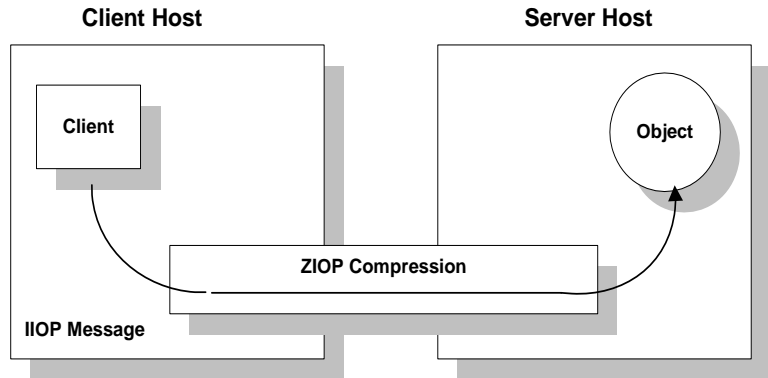 Client Host
Server Host
Client
Object
ZIOP Compression
IIOP Message